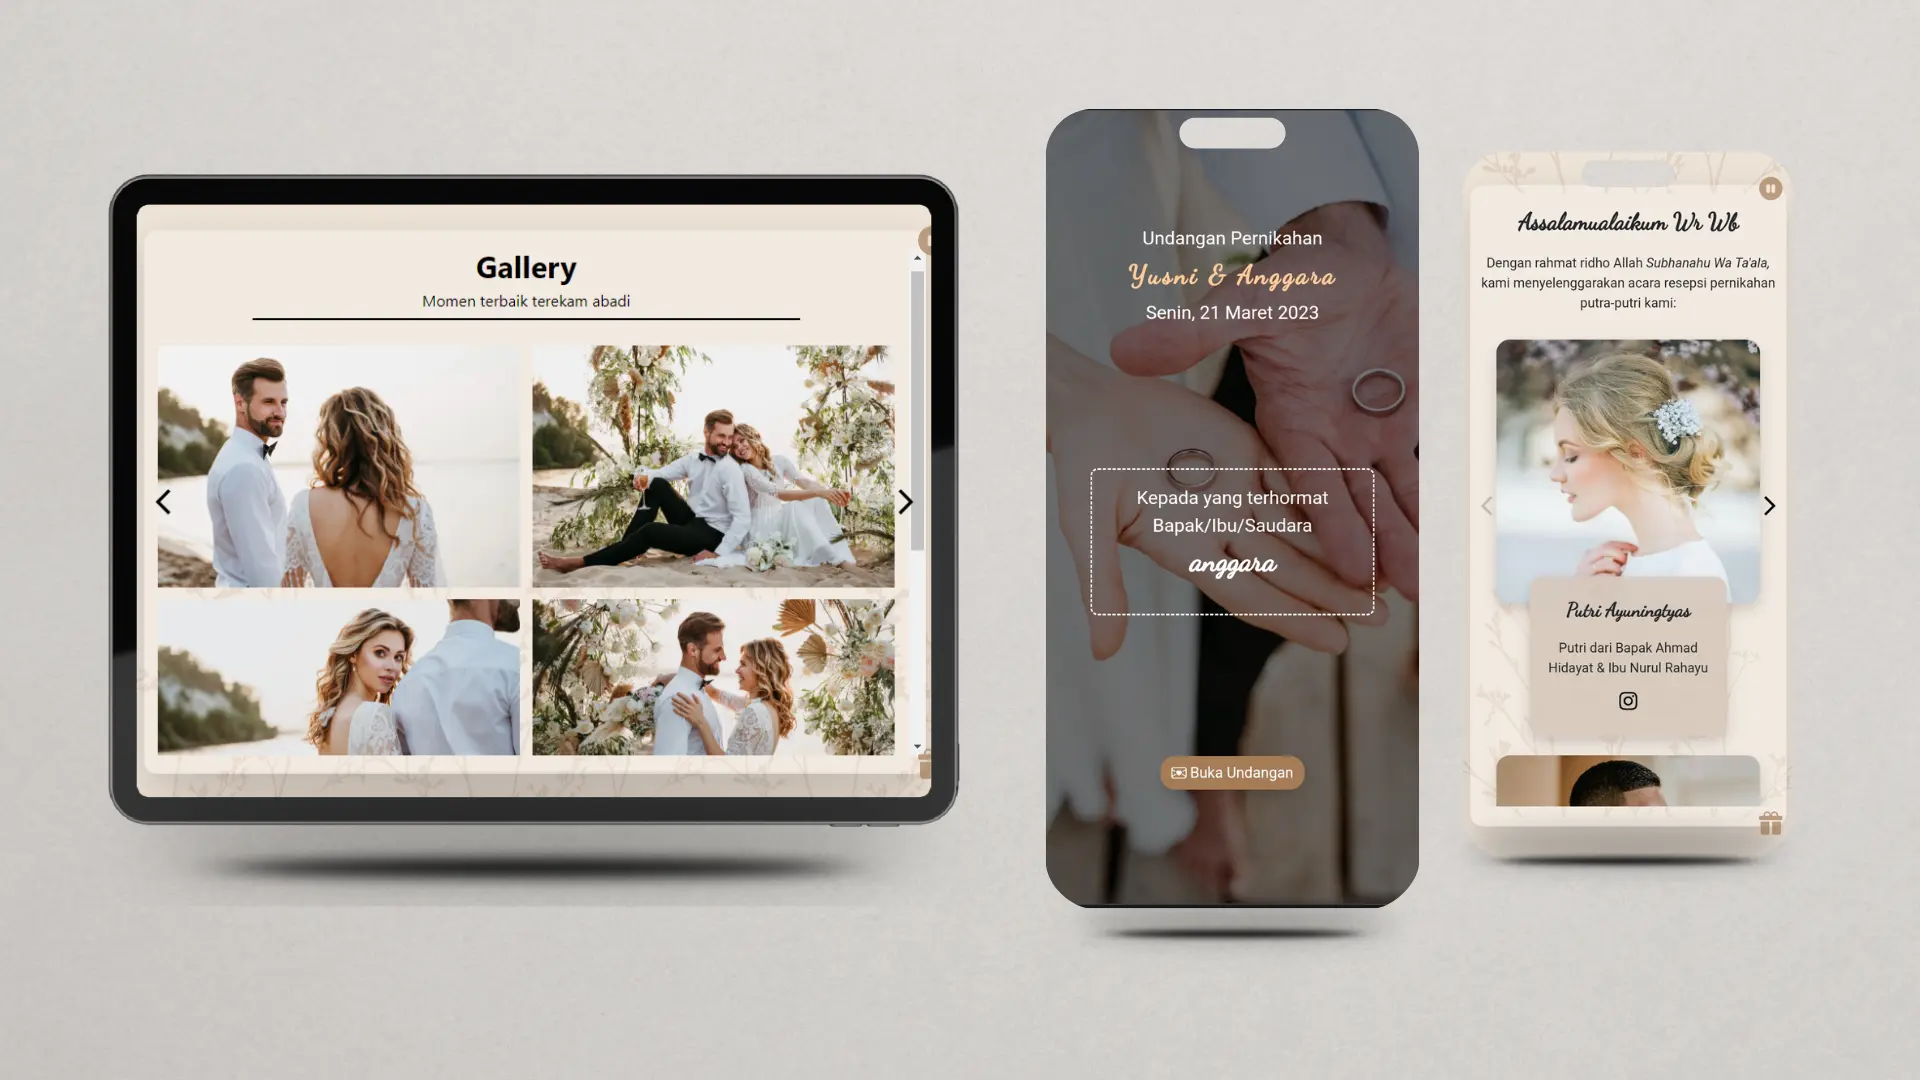 Gallery
Momen terbaik terekam abadi
Undangan Pernikahan
Yusni & Anggara
Senin, 21 Maret 2023
Kepada yang terhormat
Bapak/Ibu/Saudara
anggara
Buka Undangan
Assalamualaikum Wr Wb
Dengan rahmat ridho Allah Subhanahu Wa Ta'ala,
kami menyelenggarakan acara resepsi pernikahan
putra-putri kami:
Putri Ayuningtyas
Putri dari Bapak Ahmad
Hidayat & Ibu Nurul Rahayu